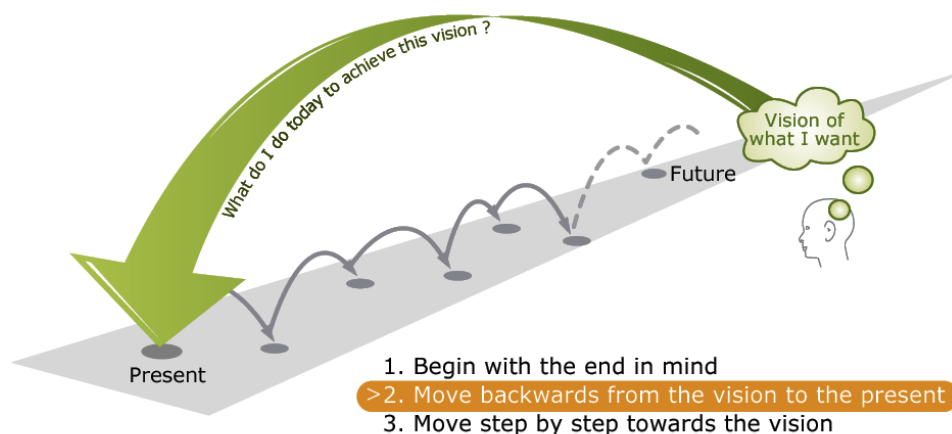 What do I do today to achieve this vision ?
Vision of
what I want
Future
Present
1. Begin with the end in mind
>2. Move backwards from the vision to the present
3. Move step by step towards the vision